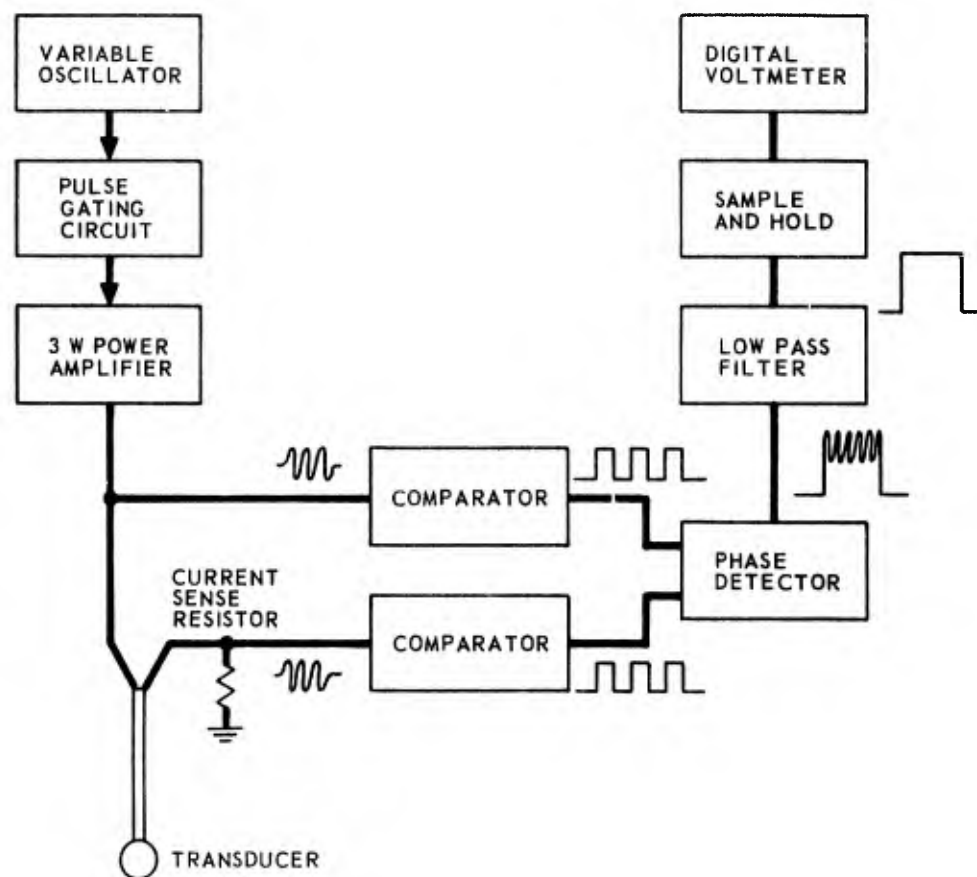 VARIABLE
OSCILLATOR
PULSE
GATING
CIRCUIT
3 W POWER
AMPLIFIER
DIGITAL
VOLTMETER
SAMPLE
AND HOLD
LOW PASS
FILTER
COMPARATOR
PHASE
DETECTOR
CURRENT
SENSE
RESISTOR
COMPARATOR
TRANSDUCER